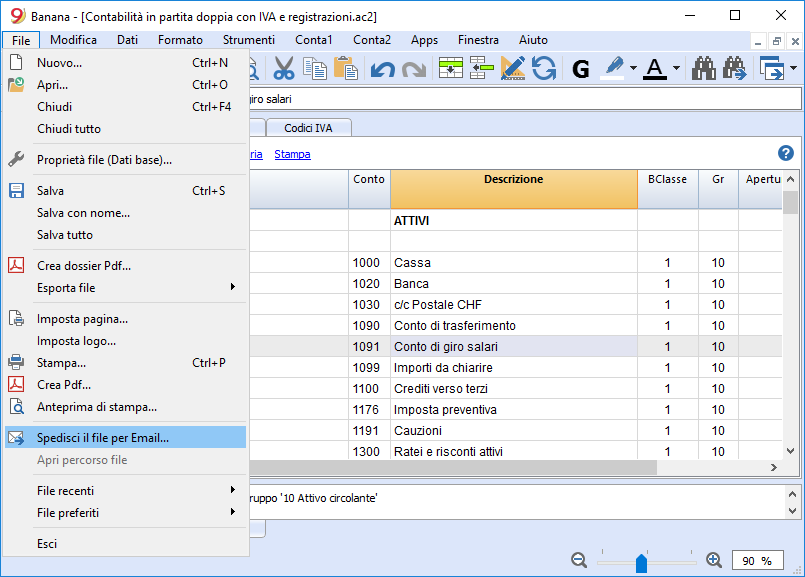 Banana - [Contabilità in partita doppia con IVA e registrazioni.ac2]
File Modifica Dati Formato Strumenti Conta1 Conta2 Apps Finestra Aiuto
Nuovo... Ctrl+N
Apri... Ctrl+O
Chiudi Ctrl+F4
Chiudi tutto
Proprietà file (Dati base)...
Salva Ctrl+S
Salva con nome...
Salva tutto
Crea dossier Pdf...
Esporta file
Imposta pagina...
Imposta logo...
Stampa... Ctrl+P
Crea Pdf...
Anteprima di stampa...
Spedisci il file per Email...
Apri percorso file
File recenti
File preferiti
Esci
G A
giro salari
Codici IVA
ria Stampa
Conto Descrizione BClasse Gr Apertu
ATTIVI
1000 Cassa 1 10
1020 Banca 1 10
1030 c/c Postale CHF 1 10
1090 Conto di trasferimento 1 10
1091 Conto di giro salari 1 10
1099 Importi da chiarire 1 10
1100 Crediti verso terzi 1 10
1176 Imposta preventiva 1 10
1191 Cauzioni 1 10
1300 Ratei e risconti attivi 1 10
ruppo '10 Attivo circolante'
90 %